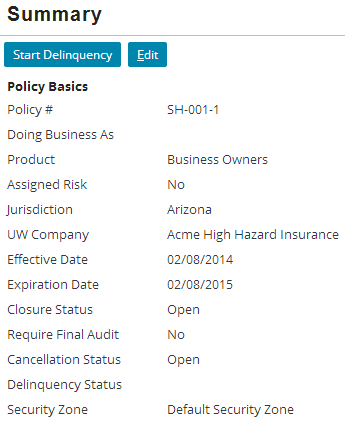 Summary
Start Delinquency Edit
Policy Basics
Policy # SH-001-1
Doing Business As
Product Business Owners
Assigned Risk No
Jurisdiction Arizona
UW Company Acme High Hazard Insurance
Effective Date 02/08/2014
Expiration Date 02/08/2015
Closure Status Open
Require Final Audit No
Cancellation Status Open
Delinquency Status
Security Zone Default Security Zone